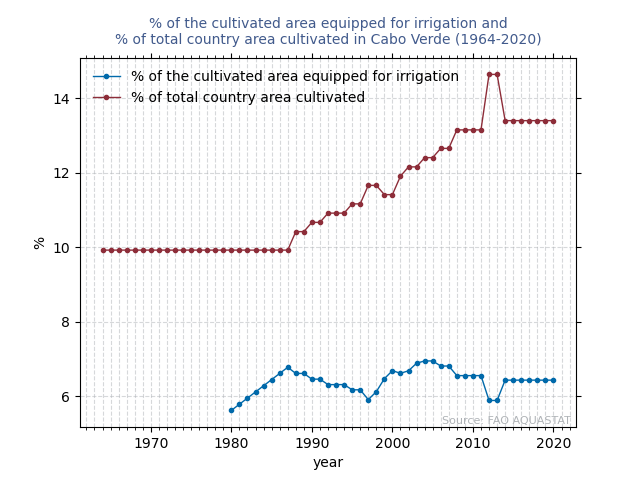 % of the cultivated area equipped for irrigation and
% of total country area cultivated in Cabo Verde (1964-2020)
% of the cultivated area equipped for irrigation
% of total country area cultivated
14
12
10
8
6
%
Source: FAO AQUASTAT
1970 1980 1990 2000 2010 2020
year